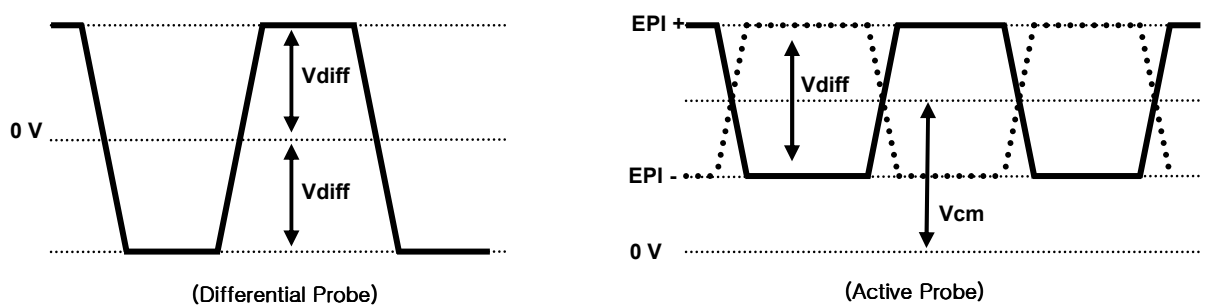 Vdiff
0 V
Vdiff
(Differential Probe)
EPI +
Vdiff
EPI -
Vcm
0 V
(Active Probe)